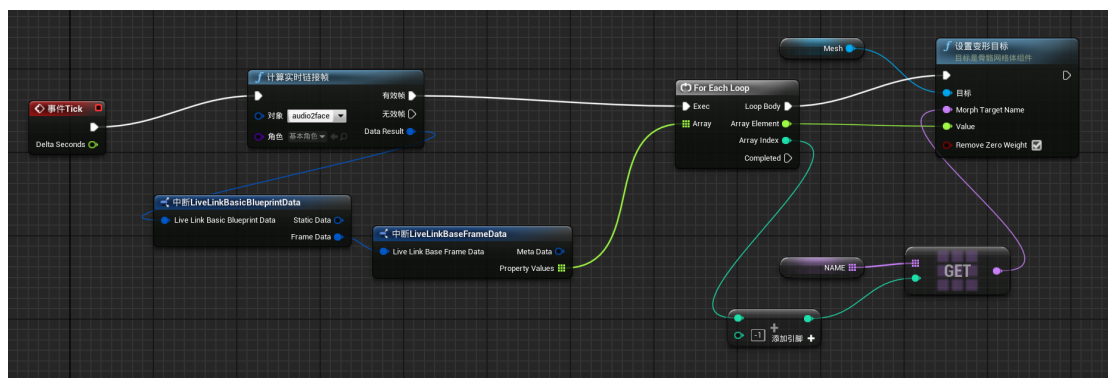 事件Tick
Delta Seconds
计算实时链接帧
有效帧
无效帧
对象 audio2face
角色 基本角色
Data Result
中断LiveLinkBasicBlueprintData
Live Link Basic Blueprint Data Static Data
Frame Data
中断LiveLinkBaseFrameData
Live Link Base Frame Data Meta Data
Property Values
For Each Loop
Exec Loop Body
Array Array Element
Array Index
Completed
Mesh
设置变形目标
目标是骨骼网格体组件
目标
Morph Target Name
Value
Remove Zero Weight
NAME
GET
-1 添加引脚